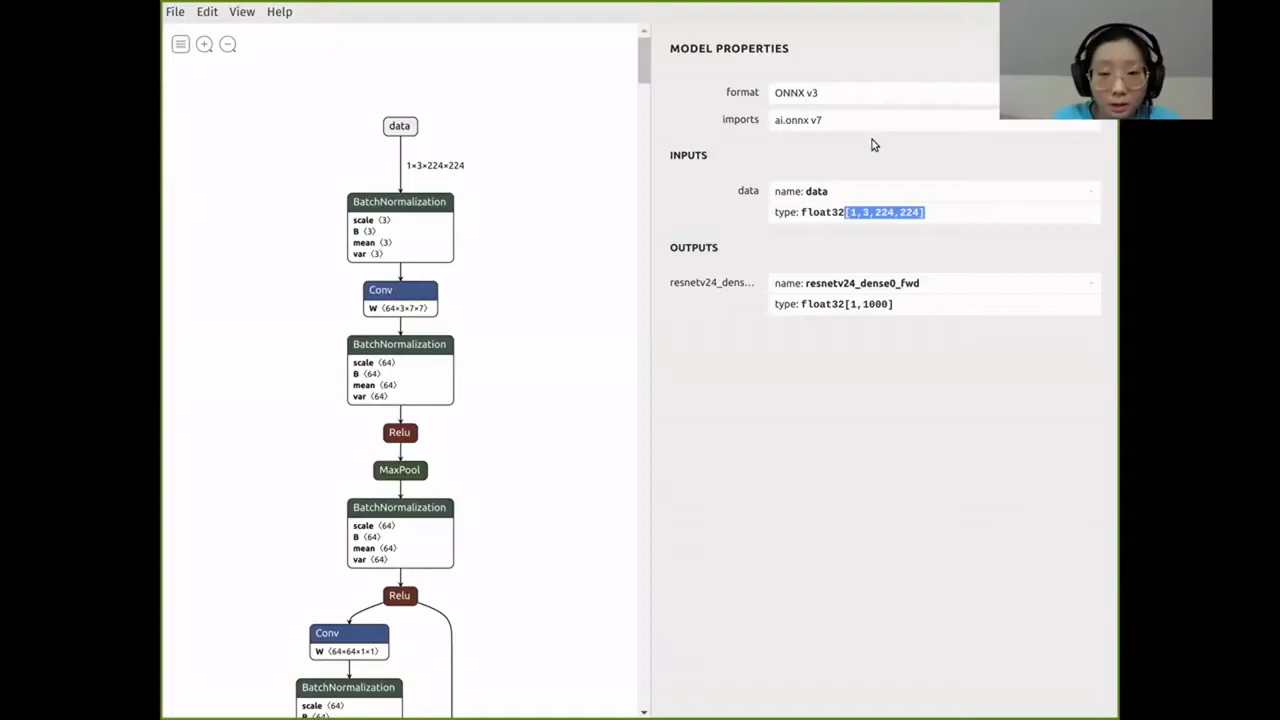 File Edit View Help
data
1×3×224×224
BatchNormalization
scale ⟨3⟩
B ⟨3⟩
mean ⟨3⟩
var ⟨3⟩
Conv
W ⟨64×3×7×7⟩
BatchNormalization
scale ⟨64⟩
B ⟨64⟩
mean ⟨64⟩
var ⟨64⟩
Relu
MaxPool
BatchNormalization
scale ⟨64⟩
B ⟨64⟩
mean ⟨64⟩
var ⟨64⟩
Relu
Conv
W ⟨64×64×1×1⟩
BatchNormalization
scale ⟨64⟩
B ⟨64⟩
MODEL PROPERTIES
format ONNX v3
imports ai.onnx v7
INPUTS
data name: data -
type: float32[1,3,224,224]
OUTPUTS
resnetv24_dens... name: resnetv24_dense0_fwd -
type: float32[1,1000]